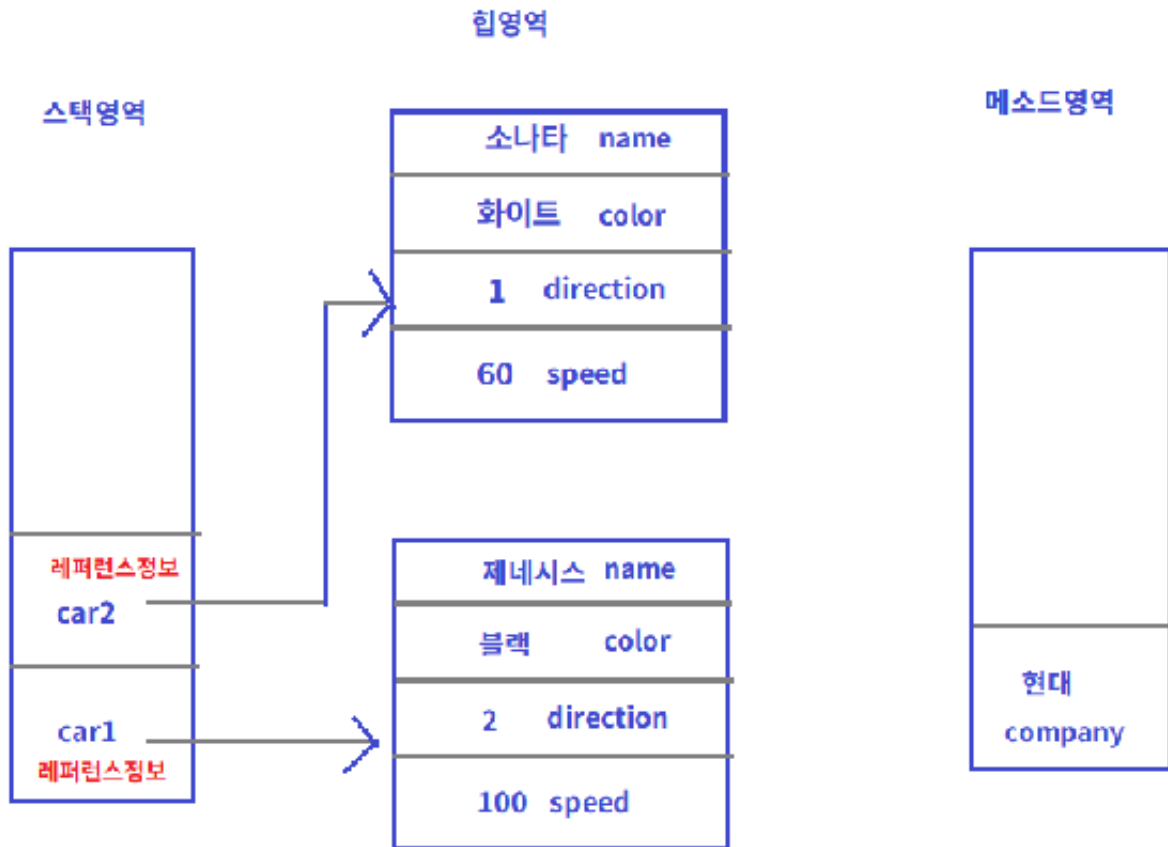 힙영역
스택영역
메소드영역
소나타 name
화이트 color
1 direction
60 speed
레퍼런스정보
car2
car1
레퍼런스정보
제네시스 name
블랙 color
2 direction
100 speed
현대
company